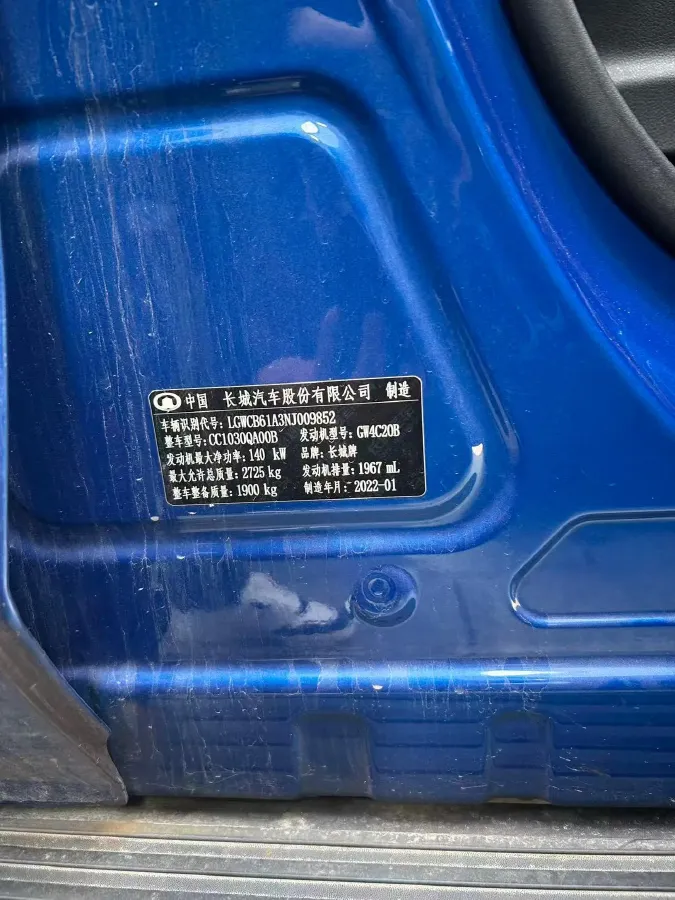 中国 长城汽车股份有限公司 制造
车辆识别代号: LGWCB61A3NJ009852
整车型号: CC1030QA00B 发动机型号: GW4C20B
发动机最大净功率: 140 kW 品牌: 长城牌
最大允许总质量: 2725 kg 发动机排量: 1967 mL
整车整备质量: 1900 kg 制造年月: 2022-01